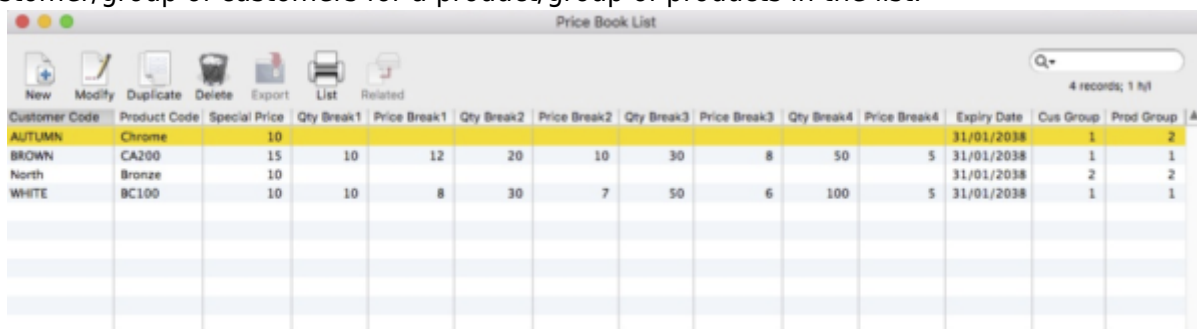 customer/group of customers for a product/group of products in the list.
Price Book List
New Modify Duplicate Delete Export List Related
4 records; 1 h/l
Customer Code Product Code Special Price Qty Break1 Price Break1 Qty Break2 Price Break2 Qty Break3 Price Break3 Qty Break4 Price Break4 Expiry Date Cus Group Prod Group A
AUTUMN Chrome 10 31/01/2038 1 2
BROWN CA200 15 10 12 20 10 30 8 50 5 31/01/2038 1 1
North Bronze 10 31/01/2038 2 2
WHITE BC100 10 10 8 30 7 50 6 100 5 31/01/2038 1 1